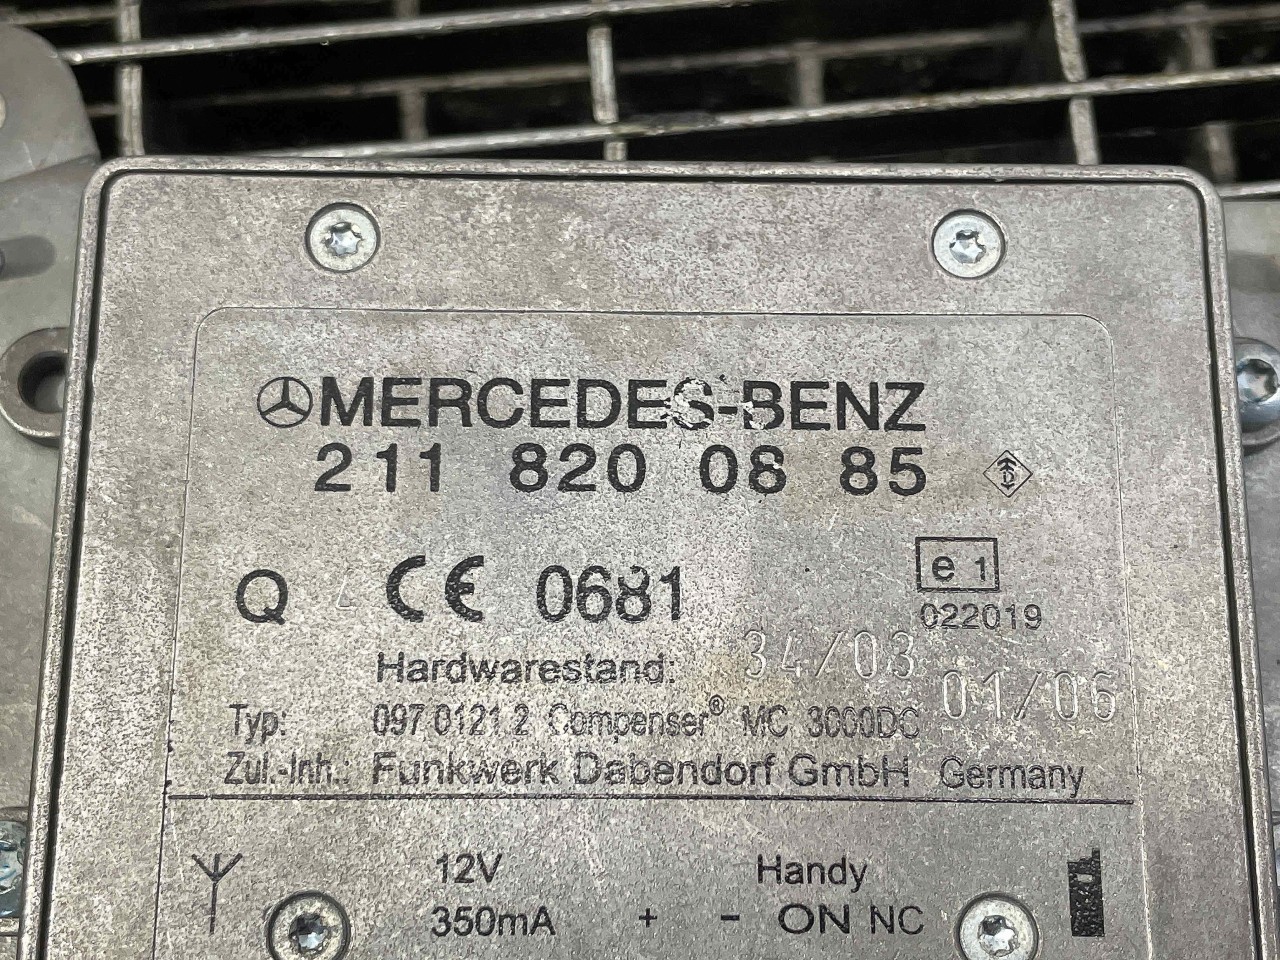 MERCEDES-BENZ
211 820 08 85
Q CE 0681 e 1
022019
Hardwarestand: 34/03
01/06
Typ: 097 0121 2 Compenser® MC 3000DC
Zul.-Inh.: Funkwerk Dabendorf GmbH Germany
12V Handy
350mA + - ON NC